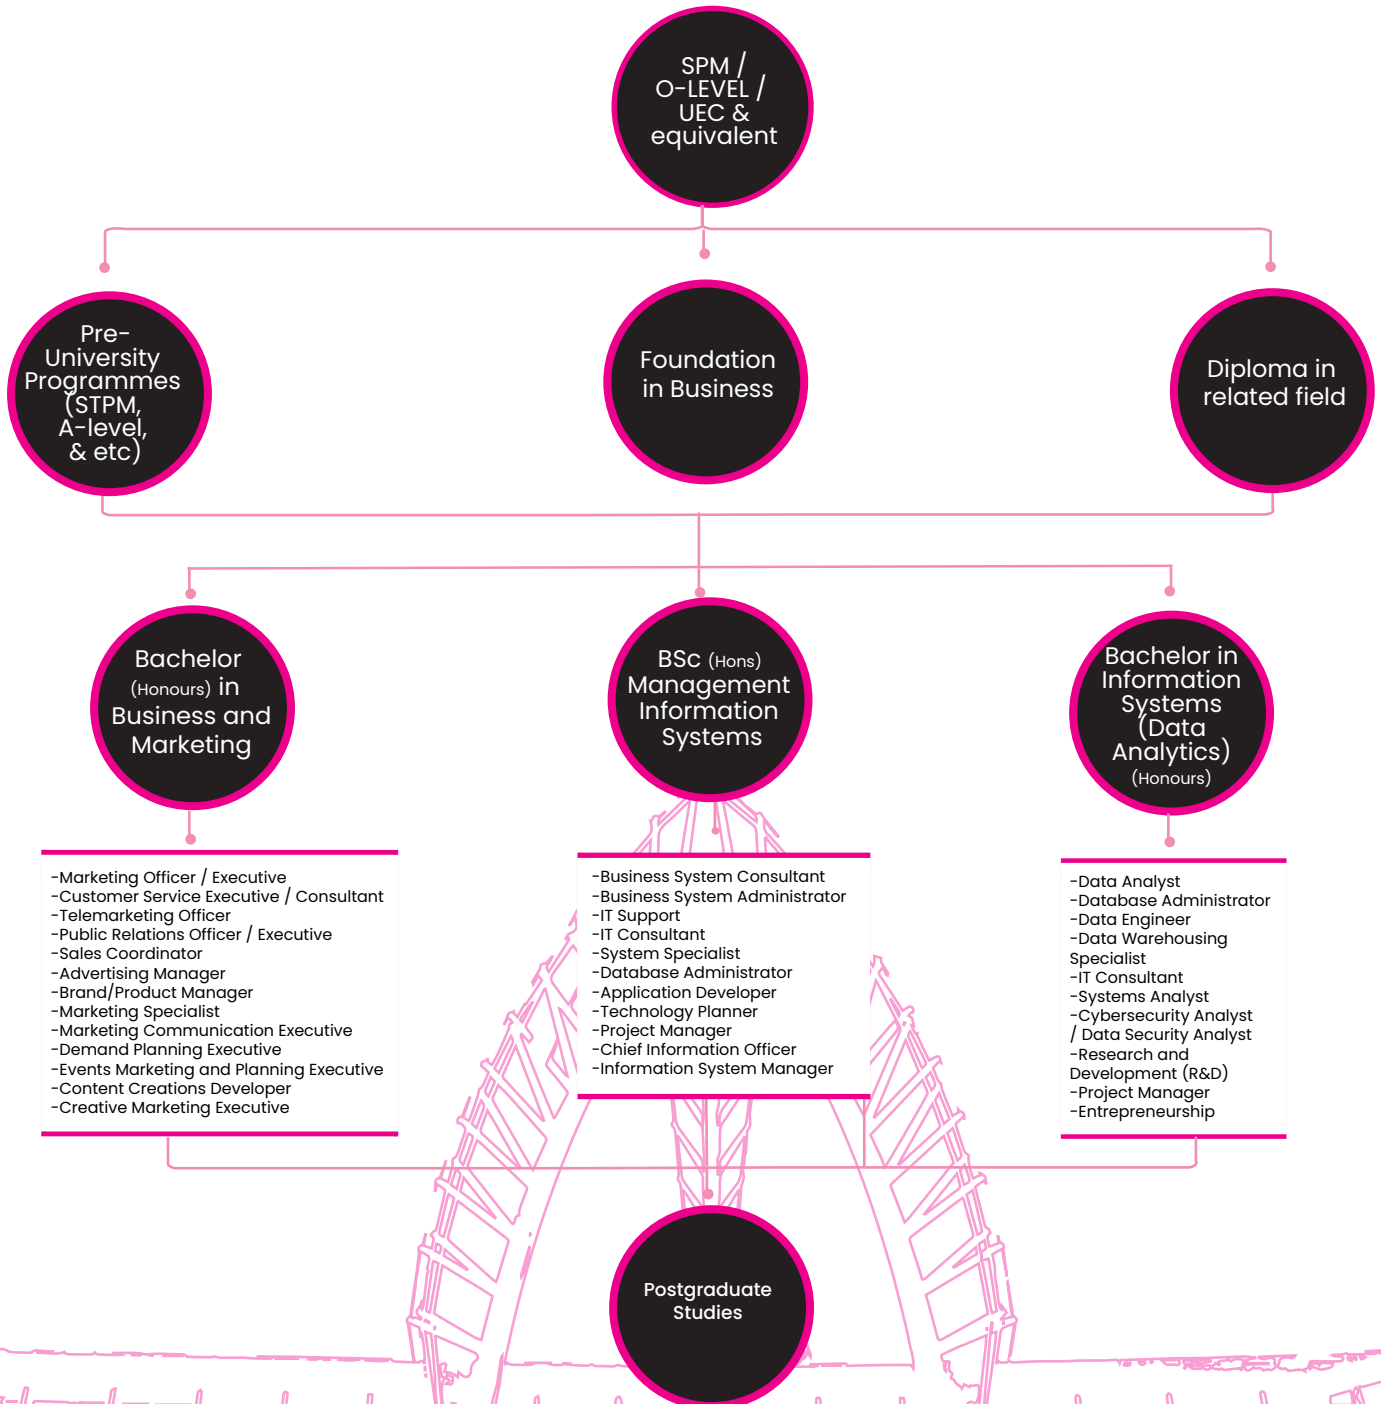 SPM /
O-LEVEL /
UEC &
equivalent
Pre-
University
Programmes
(STPM,
A-level,
& etc)
Foundation
in Business
Diploma in
related field
Bachelor
(Honours) in
Business and
Marketing
BSc (Hons)
Management
Information
Systems
Bachelor in
Information
Systems
(Data
Analytics)
(Honours)
-Marketing Officer / Executive
-Customer Service Executive / Consultant
-Telemarketing Officer
-Public Relations Officer / Executive
-Sales Coordinator
-Advertising Manager
-Brand/Product Manager
-Marketing Specialist
-Marketing Communication Executive
-Demand Planning Executive
-Events Marketing and Planning Executive
-Content Creations Developer
-Creative Marketing Executive
-Business System Consultant
-Business System Administrator
-IT Support
-IT Consultant
-System Specialist
-Database Administrator
-Application Developer
-Technology Planner
-Project Manager
-Chief Information Officer
-Information System Manager
-Data Analyst
-Database Administrator
-Data Engineer
-Data Warehousing
Specialist
-IT Consultant
-Systems Analyst
-Cybersecurity Analyst
/ Data Security Analyst
-Research and
Development (R&D)
-Project Manager
-Entrepreneurship
Postgraduate
Studies